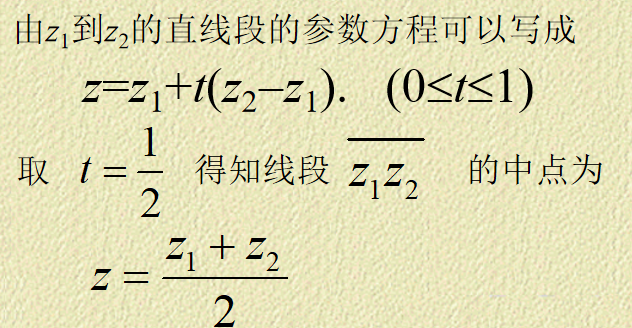 由z₁到z₂的直线段的参数方程可以写成
z=z₁+t(z₂–z₁). (0≤t≤1)
取 t = 1/2 得知线段 z̅₁z̅₂ 的中点为
z = (z₁ + z₂)/2